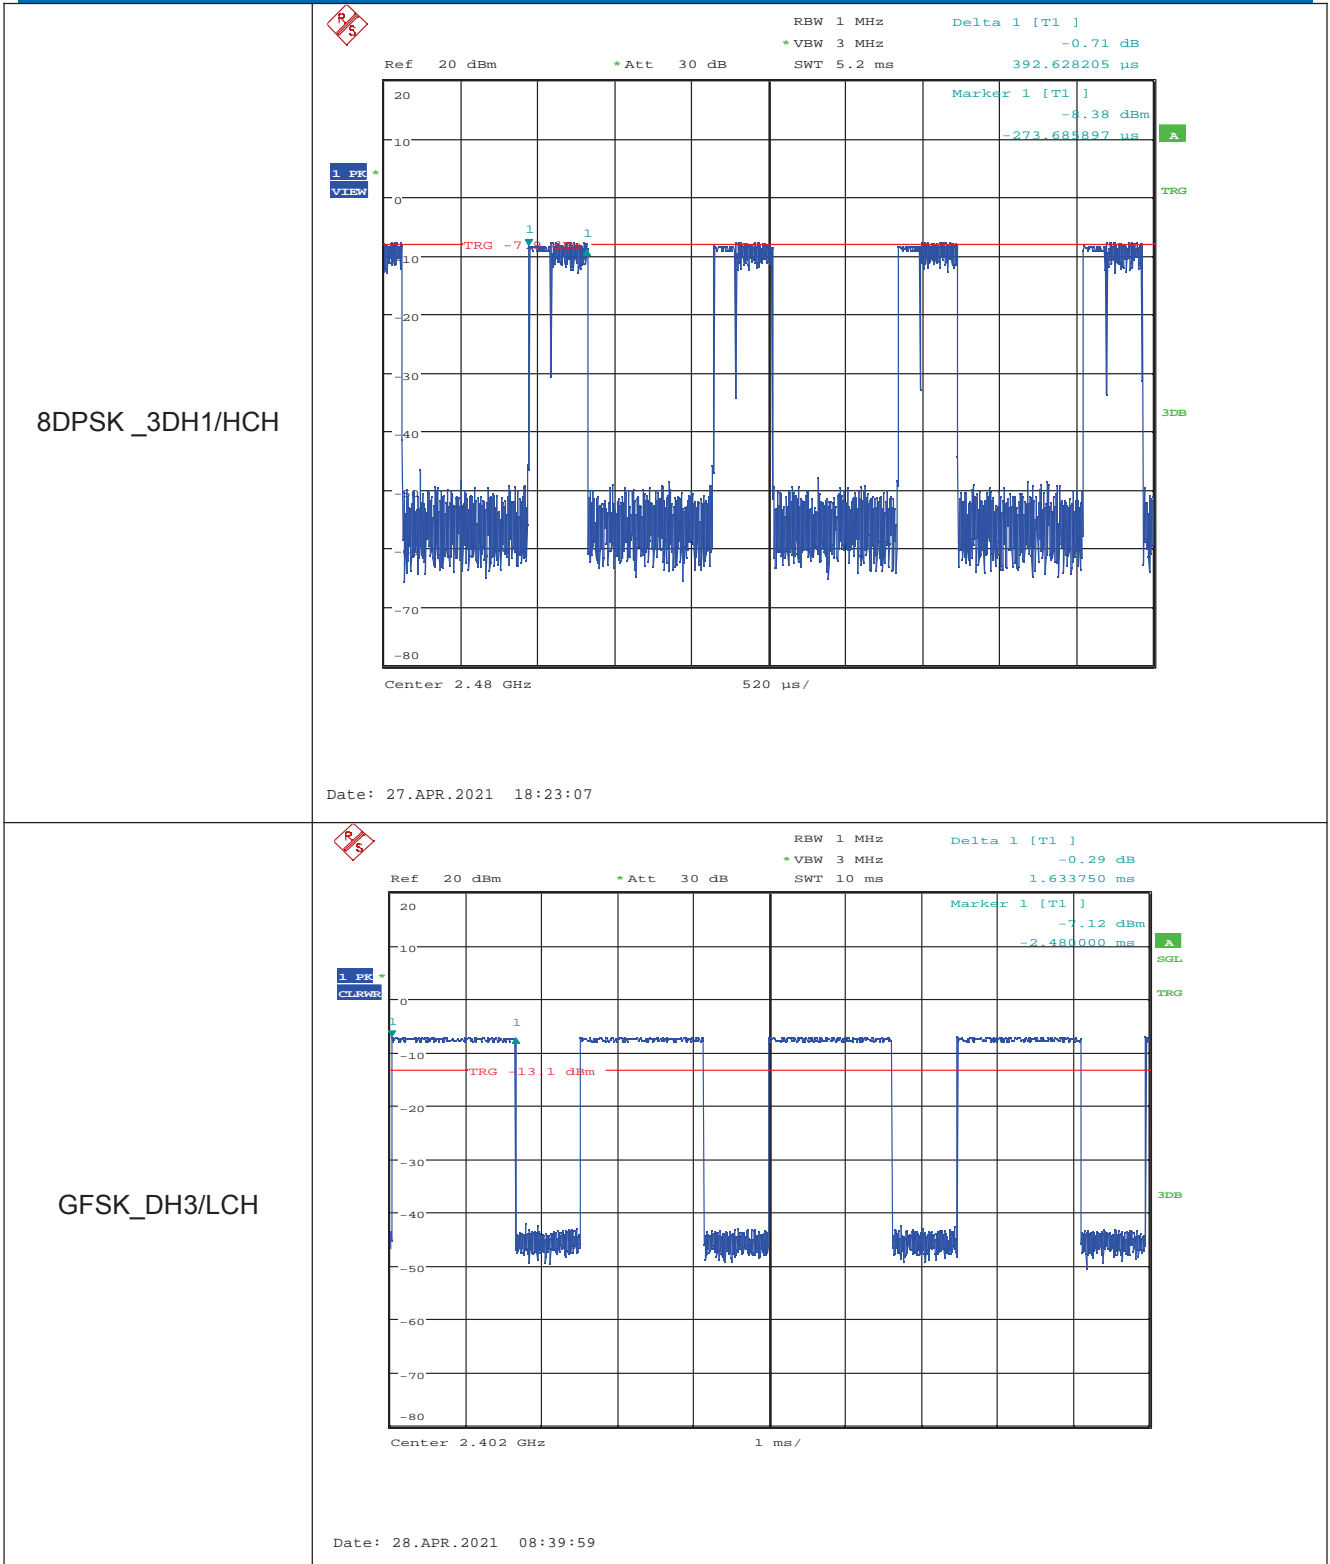 8DPSK _3DH1/HCH
R S
RBW 1 MHz
Delta 1 [T1 ]
*VBW 3 MHz
-0.71 dB
Ref 20 dBm
*Att 30 dB
SWT 5.2 ms
392.628205 µs
20
Marker 1 [T1 ]
-8.38 dBm
-273.685897 µs
A
-10
1 PK *
VIEW
TRG
0
1
1
TRG -7.9 dBm
-10
-20
-30
3DB
-40
-50
-60
-70
-80
Center 2.48 GHz
520 µs/
Date: 27.APR.2021 18:23:07
GFSK_DH3/LCH
R S
RBW 1 MHz
Delta 1 [T1 ]
*VBW 3 MHz
-0.29 dB
Ref 20 dBm
*Att 30 dB
SWT 10 ms
1.633750 ms
20
Marker 1 [T1 ]
-7.12 dBm
-2.480000 ms
A
-10
SGL
1 PK *
CLRWR
TRG
0
1
1
-10
TRG -13.1 dBm
-20
-30
3DB
-40
-50
-60
-70
-80
Center 2.402 GHz
1 ms/
Date: 28.APR.2021 08:39:59